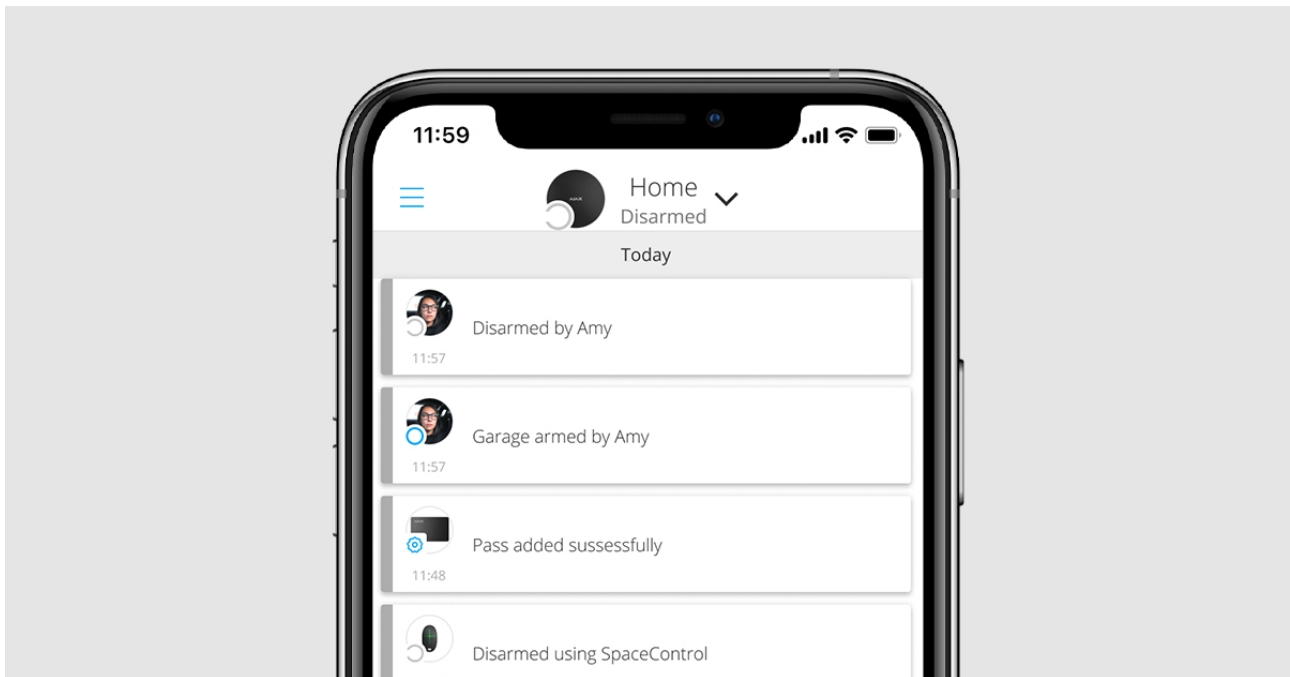 11:59
AJAX
Home
Disarmed
Today
Disarmed by Amy
11:57
Garage armed by Amy
11:57
Pass added sussessfully
11:48
Disarmed using SpaceControl